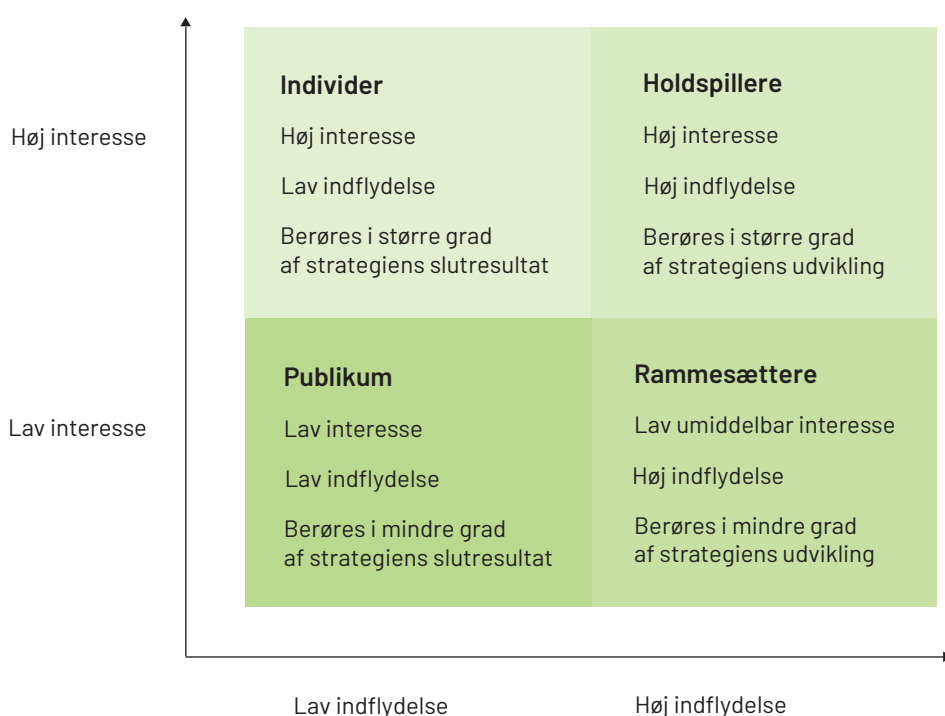 Høj interesse
Individer
Høj interesse
Lav indflydelse
Berøres i større grad
af strategiens slutresultat
Holdspillere
Høj interesse
Høj indflydelse
Berøres i større grad
af strategiens udvikling
Lav interesse
Publikum
Lav interesse
Lav indflydelse
Berøres i mindre grad
af strategiens slutresultat
Rammesættere
Lav umiddelbar interesse
Høj indflydelse
Berøres i mindre grad
af strategiens udvikling
Lav indflydelse
Høj indflydelse